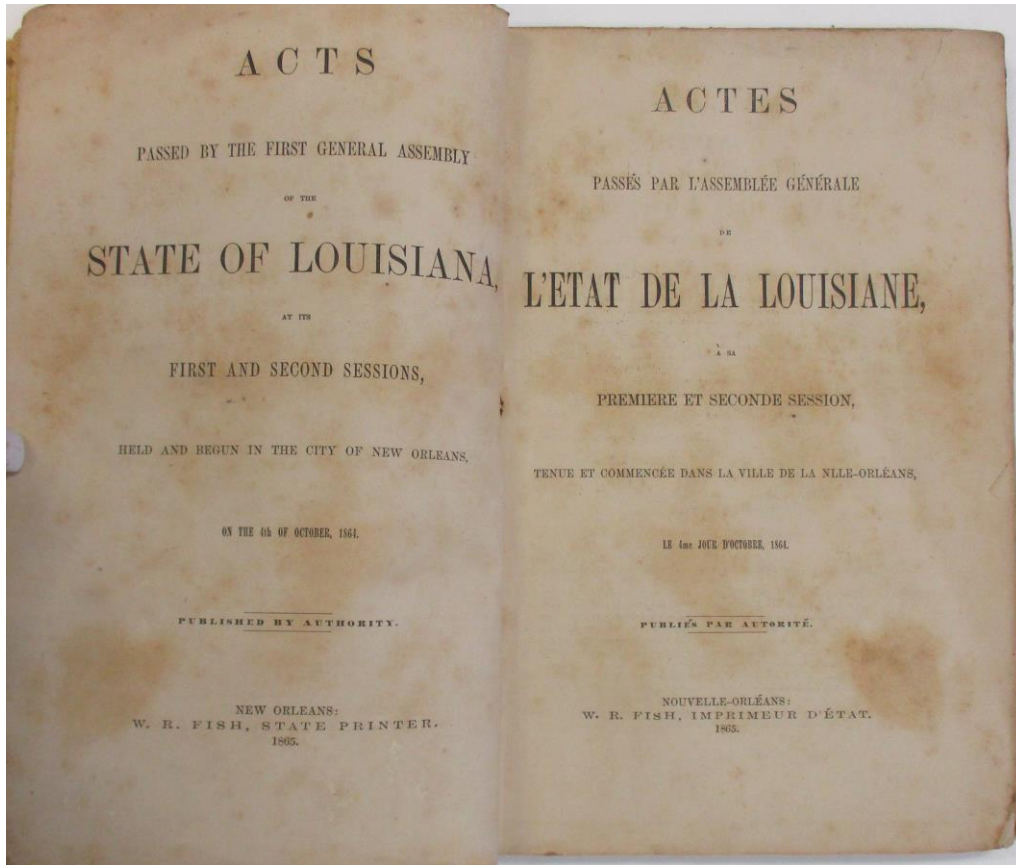 ACTS
PASSED BY THE FIRST GENERAL ASSEMBLY
OF THE
STATE OF LOUISIANA,
AT ITS
FIRST AND SECOND SESSIONS,
HELD AND BEGUN IN THE CITY OF NEW ORLEANS,
ON THE 4th OF OCTOBER, 1864.
PUBLISHED BY AUTHORITY.
NEW ORLEANS:
W. R. FISH, STATE PRINTER.
1865.
ACTES
PASSÉS PAR L'ASSEMBLÉE GÉNÉRALE
DE
L'ETAT DE LA LOUISIANE,
À SA
PREMIERE ET SECONDE SESSION,
TENUE ET COMMENCÉE DANS LA VILLE DE LA NLLE-ORLÉANS,
LE 4me JOUR D'OCTOBRE, 1864.
PUBLIÉS PAR AUTORITÉ.
NOUVELLE-ORLÉANS:
W. R. FISH, IMPRIMEUR D'ÉTAT.
1865.